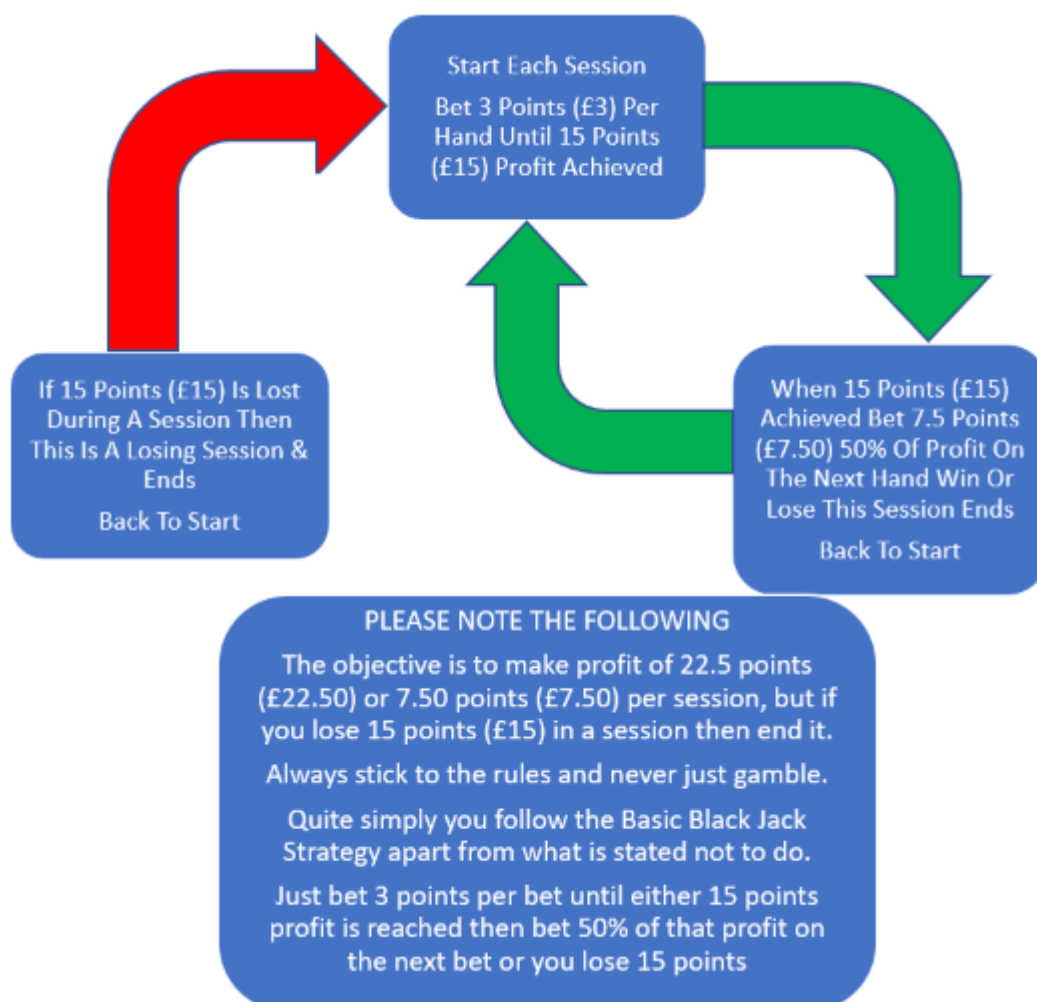 Start Each Session
Bet 3 Points (£3) Per
Hand Until 15 Points
(£15) Profit Achieved
If 15 Points (£15) Is Lost
During A Session Then
This Is A Losing Session &
Ends
Back To Start
When 15 Points (£15)
Achieved Bet 7.5 Points
(£7.50) 50% Of Profit On
The Next Hand Win Or
Lose This Session Ends
Back To Start
PLEASE NOTE THE FOLLOWING
The objective is to make profit of 22.5 points
(£22.50) or 7.50 points (£7.50) per session, but if
you lose 15 points (£15) in a session then end it.
Always stick to the rules and never just gamble.
Quite simply you follow the Basic Black Jack
Strategy apart from what is stated not to do.
Just bet 3 points per bet until either 15 points
profit is reached then bet 50% of that profit on
the next bet or you lose 15 points